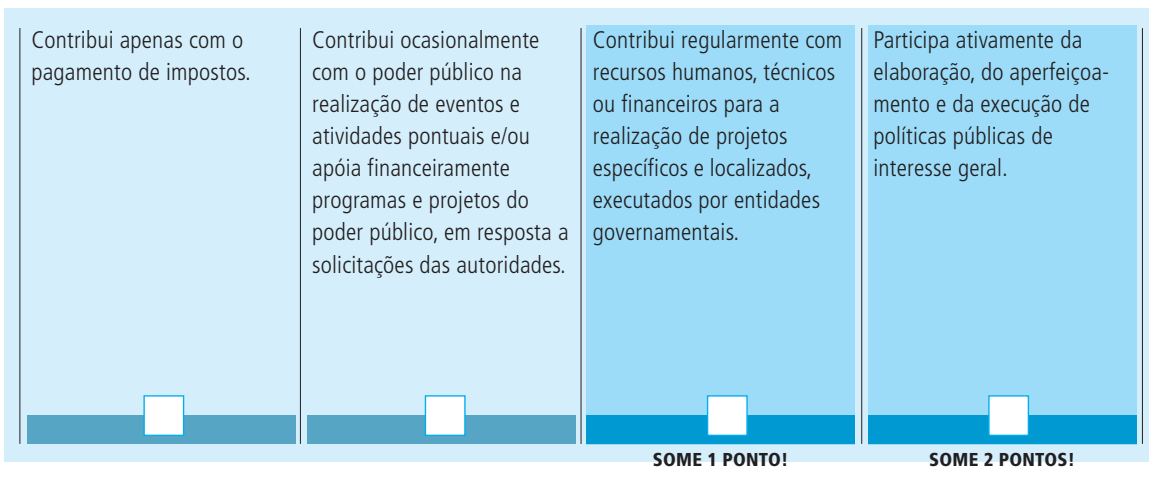 Contribui apenas com o
pagamento de impostos.
Contribui ocasionalmente
com o poder público na
realização de eventos e
atividades pontuais e/ou
apóia financeiramente
programas e projetos do
poder público, em resposta a
solicitações das autoridades.
Contribui regularmente com
recursos humanos, técnicos
ou financeiros para a
realização de projetos
específicos e localizados,
executados por entidades
governamentais.
SOME 1 PONTO!
Participa ativamente da
elaboração, do aperfeiçoa-
mento e da execução de
políticas públicas de
interesse geral.
SOME 2 PONTOS!